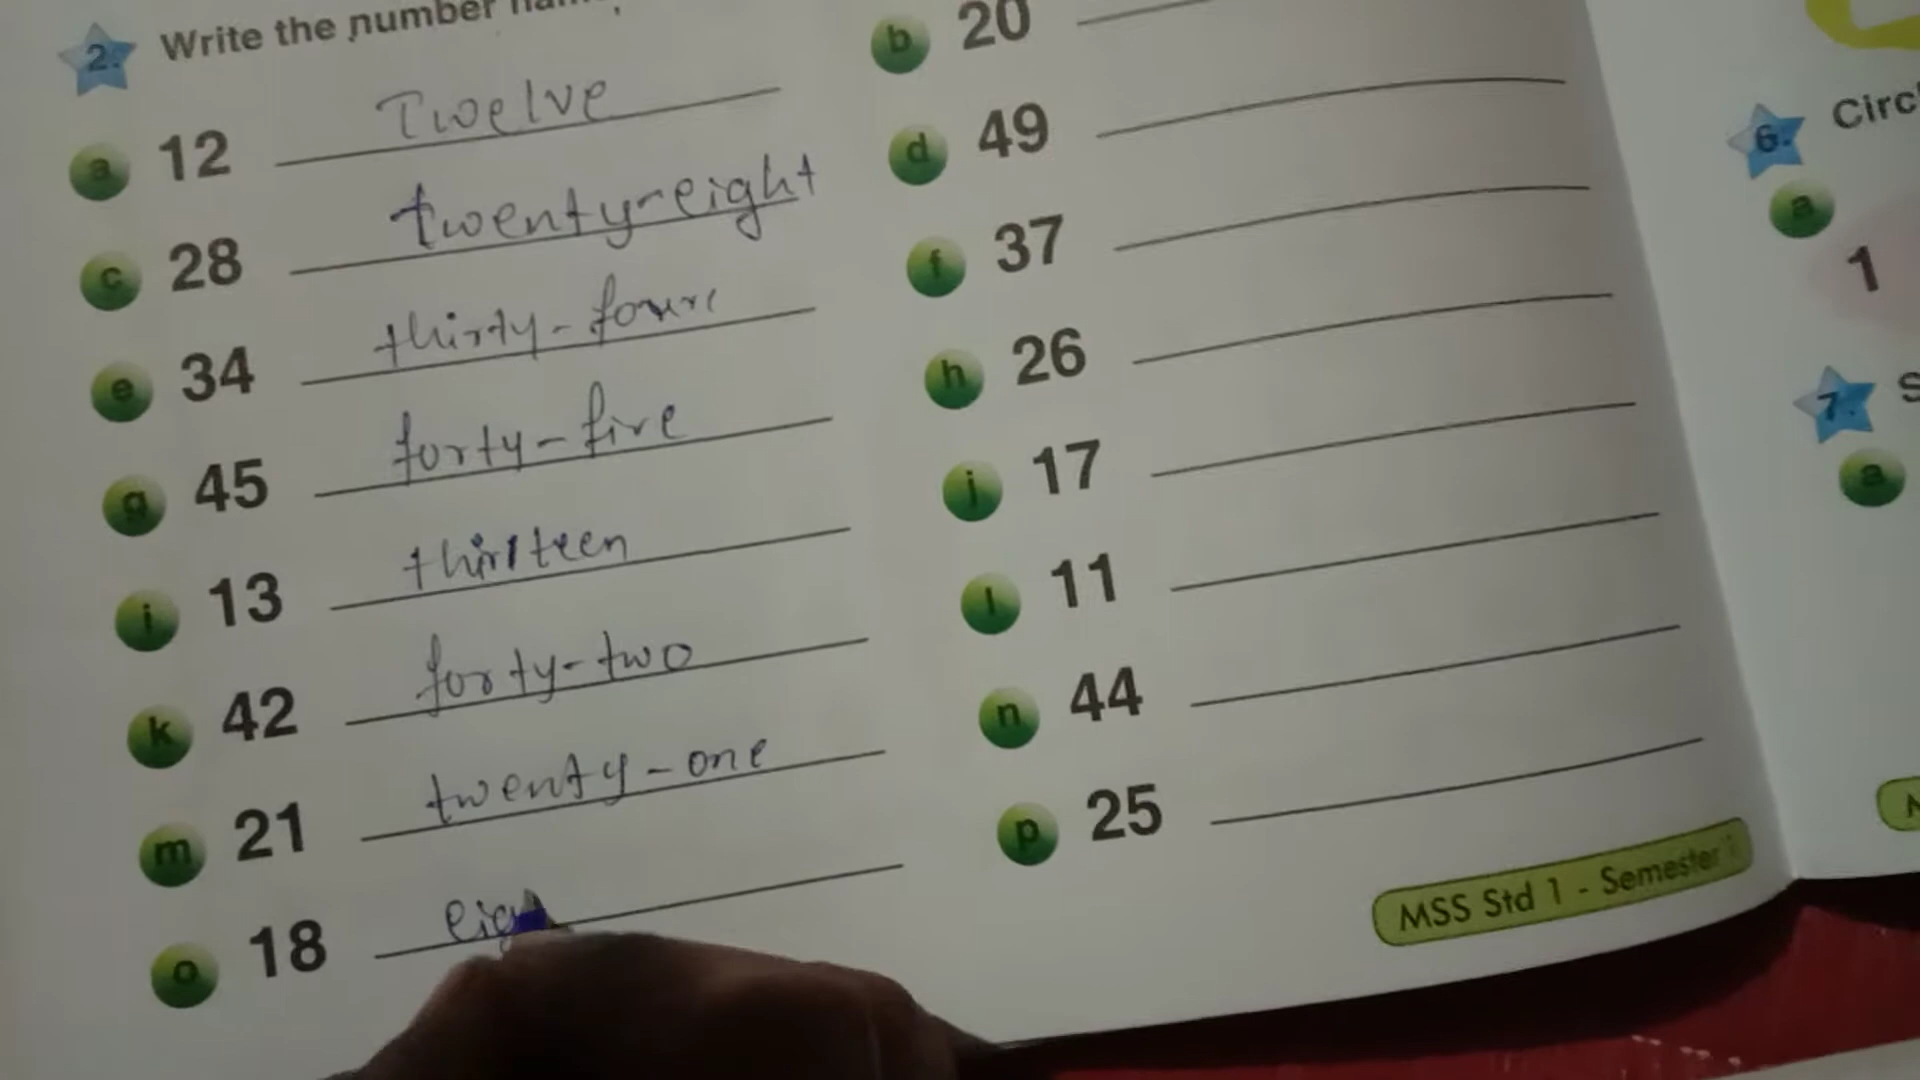 2. Write the number
a 12 Twelve
c 28 twenty-eight
e 34 thirty-four
g 45 forty-five
i 13 thirteen
k 42 forty-two
m 21 twenty-one
o 18 eig
b 20
d 49
f 37
h 26
j 17
l 11
n 44
p 25
MSS Std 1 - Semester
6. Circl
a
1
7. S
a